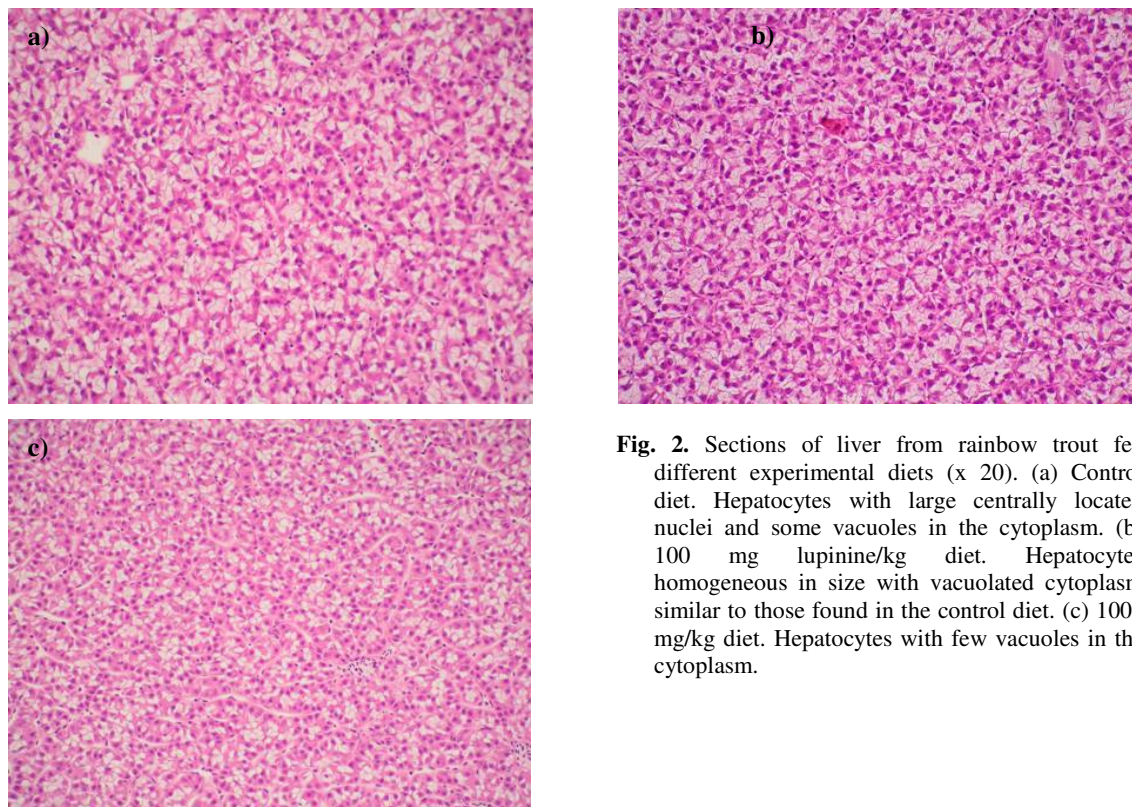 a)
b)
c)
Fig. 2. Sections of liver from rainbow trout fe
different experimental diets (x 20). (a) Contro
diet. Hepatocytes with large centrally locate
nuclei and some vacuoles in the cytoplasm. (b
100 mg lupinine/kg diet. Hepatocyte
homogeneous in size with vacuolated cytoplasm
similar to those found in the control diet. (c) 100
mg/kg diet. Hepatocytes with few vacuoles in th
cytoplasm.